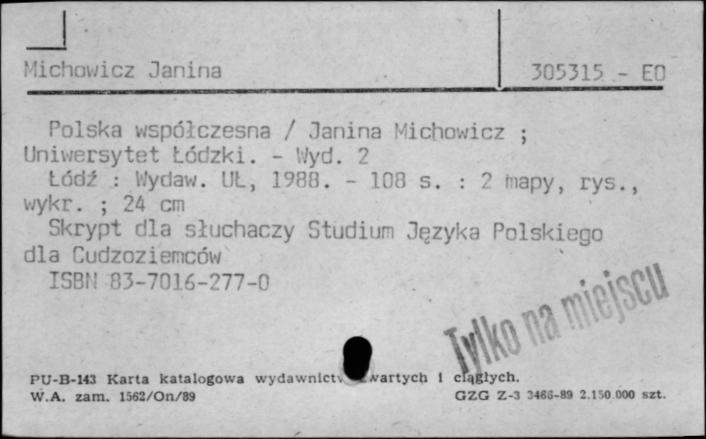 Michowicz Janina 305315 - EO
Polska współczesna / Janina Michowicz ;
Uniwersytet Łódzki. - Wyd. 2
Łódź : Wydaw. UŁ, 1988. - 108 s. : 2 mapy, rys.,
wykr. ; 24 cm
Skrypt dla słuchaczy Studium Języka Polskiego
dla Cudzoziemców
ISBN 83-7016-277-0
Tylko na miejscu
PU-B-143 Karta katalogowa i ciągłych.
W.A. zam. 1562/On/89 GZG Z-3 3466-89 2.150.000 szt.